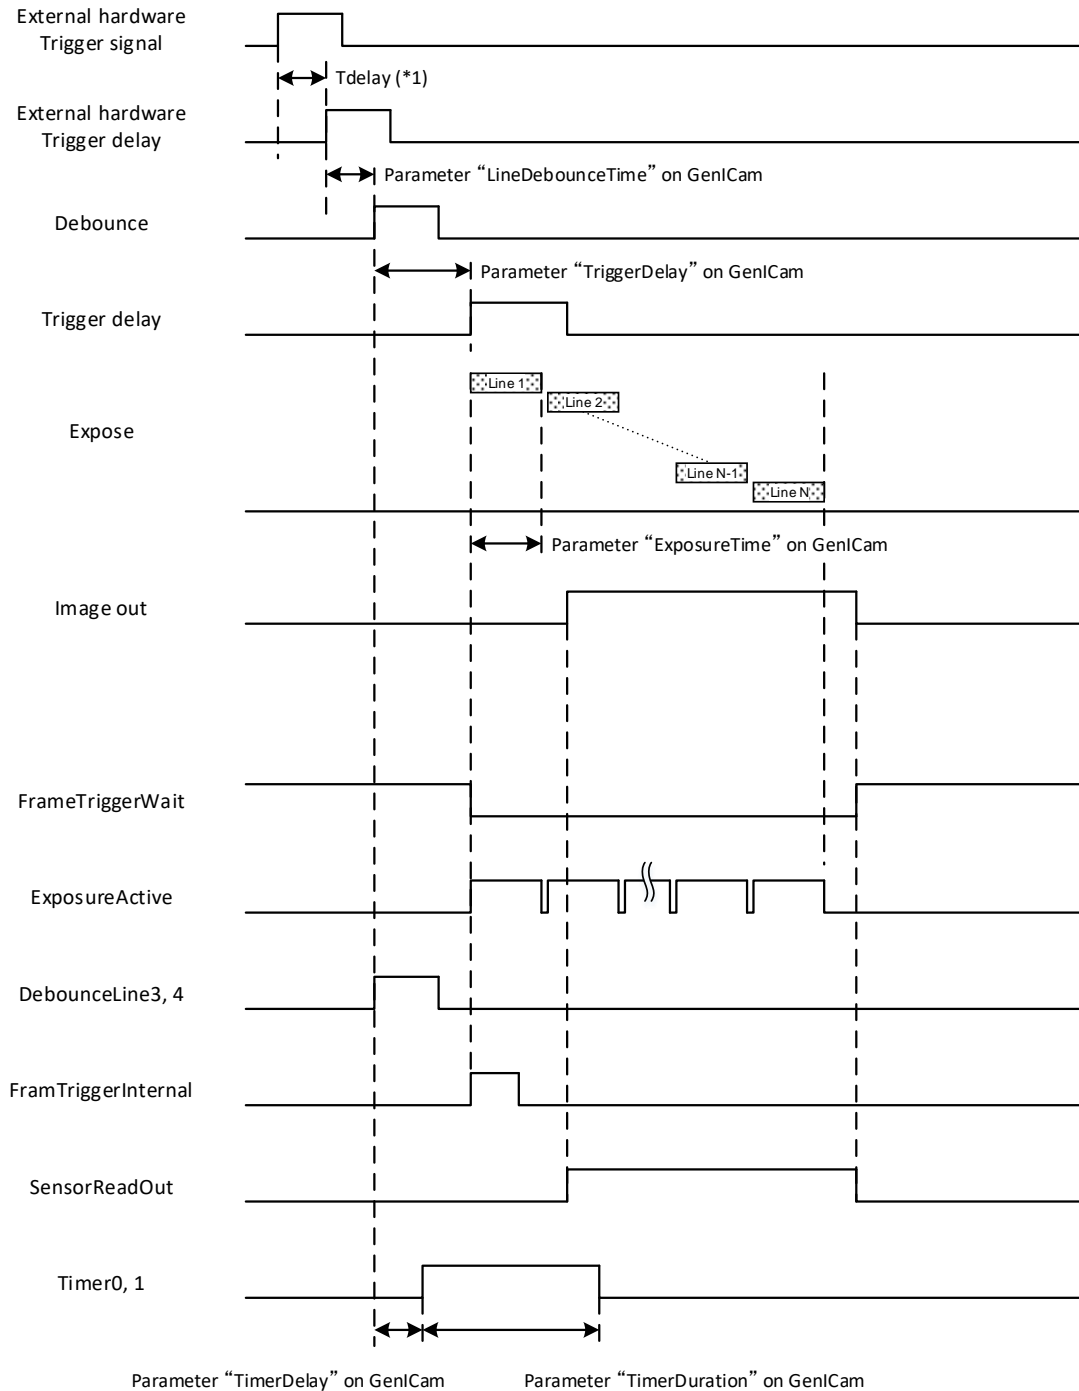 External hardware
Trigger signal
Tdelay (*1)
External hardware
Trigger delay
Parameter “LineDebounceTime” on GenICam
Debounce
Parameter “TriggerDelay” on GenICam
Trigger delay
Line 1
Line 2
Expose
Line N-1
Line N
Parameter “ExposureTime” on GenICam
Image out
FrameTriggerWait
ExposureActive
DebounceLine3, 4
FramTriggerInternal
SensorReadOut
Timer0, 1
Parameter “TimerDelay” on GenICam
Parameter “TimerDuration” on GenICam